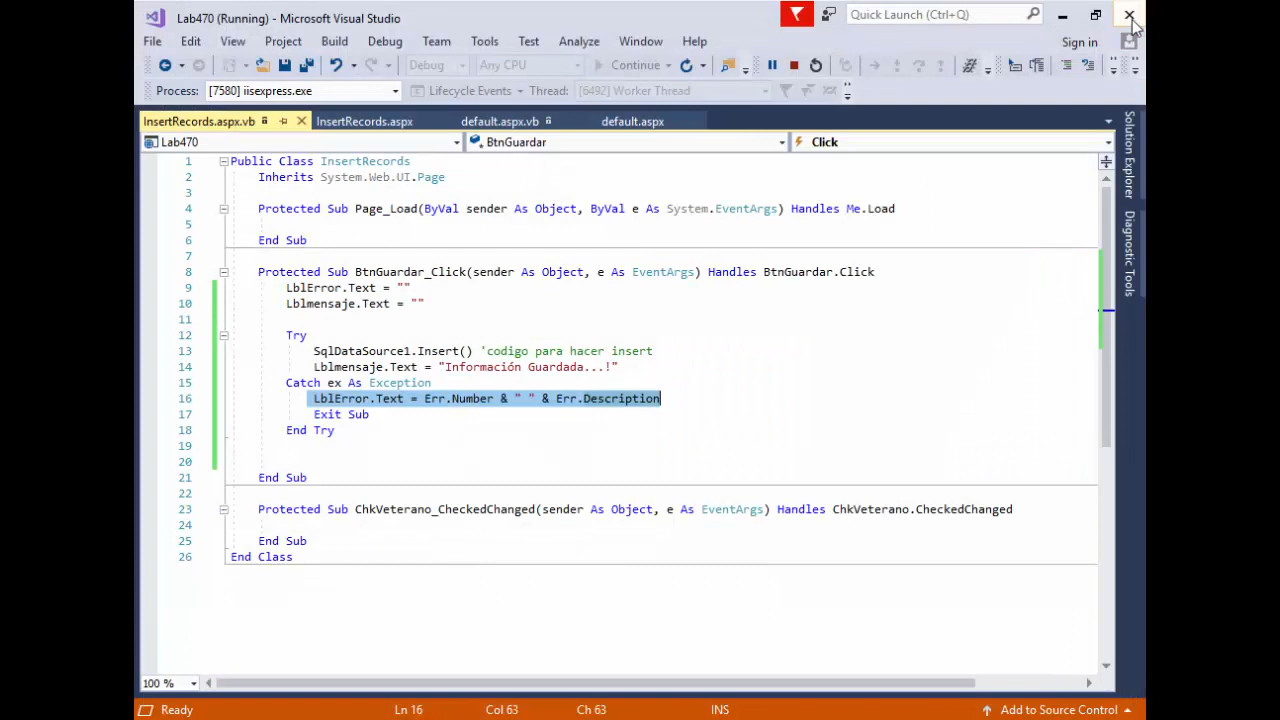 Lab470 (Running) - Microsoft Visual Studio
Quick Launch (Ctrl+Q)
File Edit View Project Build Debug Team Tools Test Analyze Window Help
Sign in
Debug Any CPU Continue
Process: [7580] iisexpress.exe Lifecycle Events Thread: [6492] Worker Thread
InsertRecords.aspx.vb InsertRecords.aspx default.aspx.vb default.aspx
Lab470 BtnGuardar Click
1 Public Class InsertRecords
2 Inherits System.Web.UI.Page
3
4 Protected Sub Page_Load(ByVal sender As Object, ByVal e As System.EventArgs) Handles Me.Load
5
6 End Sub
7
8 Protected Sub BtnGuardar_Click(sender As Object, e As EventArgs) Handles BtnGuardar.Click
9 LblError.Text = ""
10 Lblmensaje.Text = ""
11
12 Try
13 SqlDataSource1.Insert() 'codigo para hacer insert
14 Lblmensaje.Text = "Información Guardada...!"
15 Catch ex As Exception
16 LblError.Text = Err.Number & " " & Err.Description
17 Exit Sub
18 End Try
19
20
21 End Sub
22
23 Protected Sub ChkVeterano_CheckedChanged(sender As Object, e As EventArgs) Handles ChkVeterano.CheckedChanged
24
25 End Sub
26 End Class
Solution Explorer
Diagnostic Tools
100 %
Ready Ln 16 Col 63 Ch 63 INS Add to Source Control